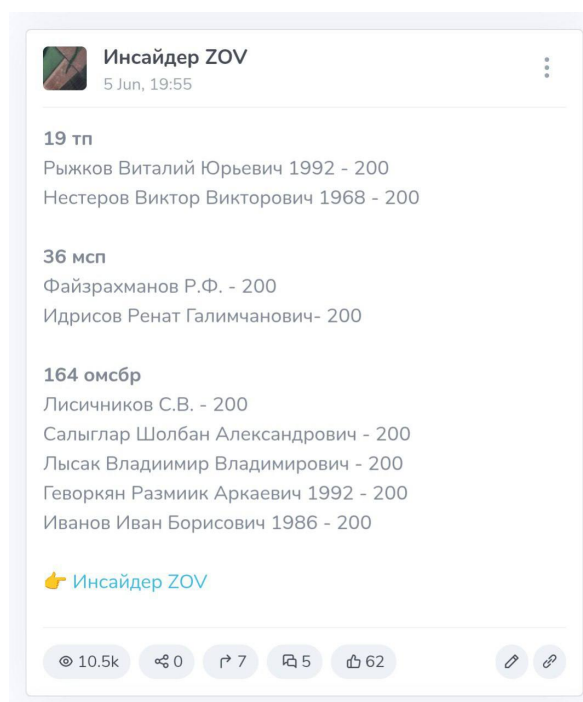 Инсайдер ZOV
5 Jun, 19:55
19 тп
Рыжков Виталий Юрьевич 1992 - 200
Нестеров Виктор Викторович 1968 - 200
36 мсп
Файзрахманов Р.Ф. - 200
Идрисов Ренат Галимчанович- 200
164 омсбр
Лисичников С.В. - 200
Салыглар Шолбан Александрович - 200
Лысак Владиимир Владимирович - 200
Геворкян Размиик Аркаевич 1992 - 200
Иванов Иван Борисович 1986 - 200
👉 Инсайдер ZOV
10.5k 0 7 5 62